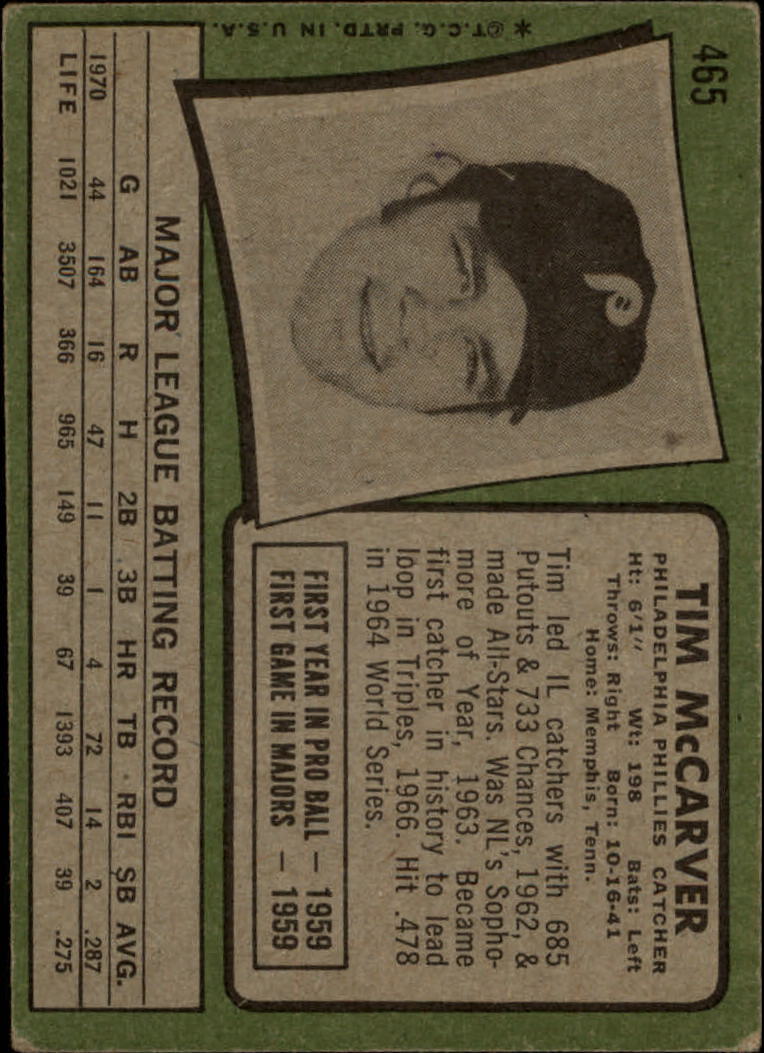 465
TIM McCARVER
PHILADELPHIA PHILLIES CATCHER
Ht: 6'1" Wt: 198 Bats: Left
Throws: Right Born: 10-16-41
Home: Memphis, Tenn.
Tim led IL catchers with 685
Putouts & 733 Chances, 1962, &
made All-Stars. Was NL's Sopho-
more of Year, 1963. Became
first catcher in history to lead
loop in Triples, 1966. Hit .478
in 1964 World Series.
FIRST YEAR IN PRO BALL — 1959
FIRST GAME IN MAJORS — 1959
P
MAJOR LEAGUE BATTING RECORD
G AB R H 2B 3B HR TB RBI SB AVG.
1970 44 164 16 47 11 1 4 72 14 2 .287
LIFE 1021 3507 366 965 149 39 67 1393 407 39 .275
✶©T.C.G. PRTD. IN U.S.A.